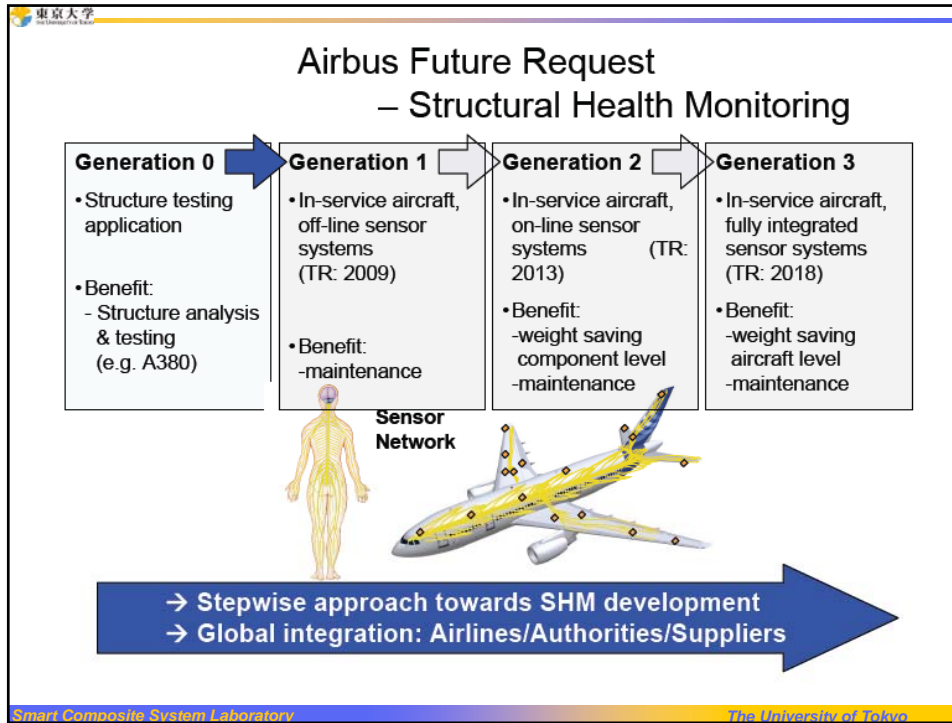 東京大学
THE UNIVERSITY OF TOKYO
Airbus Future Request
– Structural Health Monitoring
Generation 0
•Structure testing
application
•Benefit:
- Structure analysis
& testing
(e.g. A380)
Generation 1
•In-service aircraft,
off-line sensor
systems
(TR: 2009)
•Benefit:
-maintenance
Generation 2
•In-service aircraft,
on-line sensor
systems (TR:
2013)
•Benefit:
-weight saving
component level
-maintenance
Generation 3
•In-service aircraft,
fully integrated
sensor systems
(TR: 2018)
•Benefit:
-weight saving
aircraft level
-maintenance
Sensor
Network
→ Stepwise approach towards SHM development
→ Global integration: Airlines/Authorities/Suppliers
Smart Composite System Laboratory
The University of Tokyo